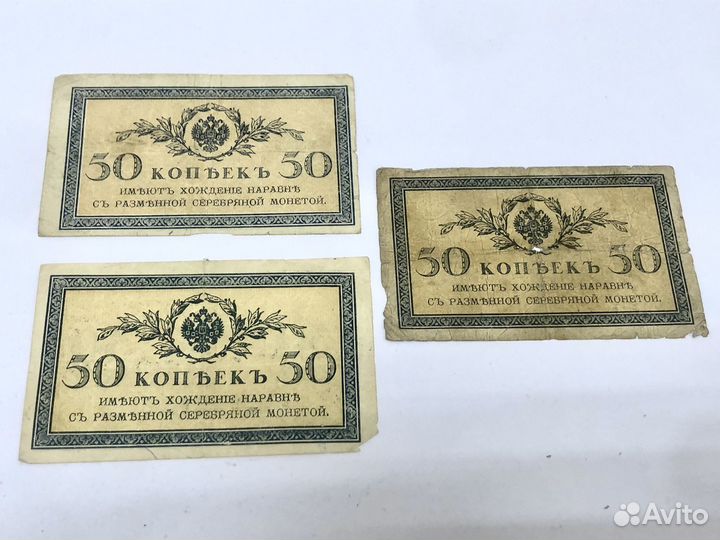 50 КОПѢЕКЪ 50
ИМѢЮТЪ ХОЖДЕНІЕ НАРАВНѢ
СЪ РАЗМѢННОЙ СЕРЕБРЯНОЙ МОНЕТОЙ.
50 КОПѢЕКЪ 50
ИМѢЮТЪ ХОЖДЕНІЕ НАРАВНѢ
СЪ РАЗМѢННОЙ СЕРЕБРЯНОЙ МОНЕТОЙ.
50 КОПѢЕКЪ 50
ИМѢЮТЪ ХОЖДЕНІЕ НАРАВНѢ
СЪ РАЗМѢННОЙ СЕРЕБРЯНОЙ МОНЕТОЙ.
Avito